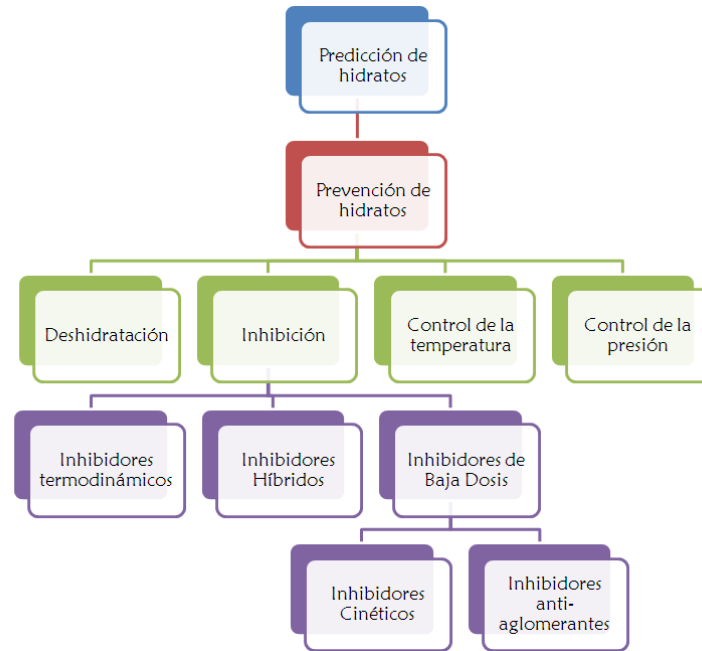 Predicción de
hidratos
Prevención de
hidratos
Deshidratación
Inhibición
Control de la
temperatura
Control de la
presión
Inhibidores
termodinámicos
Inhibidores
Híbridos
Inhibidores de
Baja Dosis
Inhibidores
Cinéticos
Inhibidores
anti-
aglomerantes